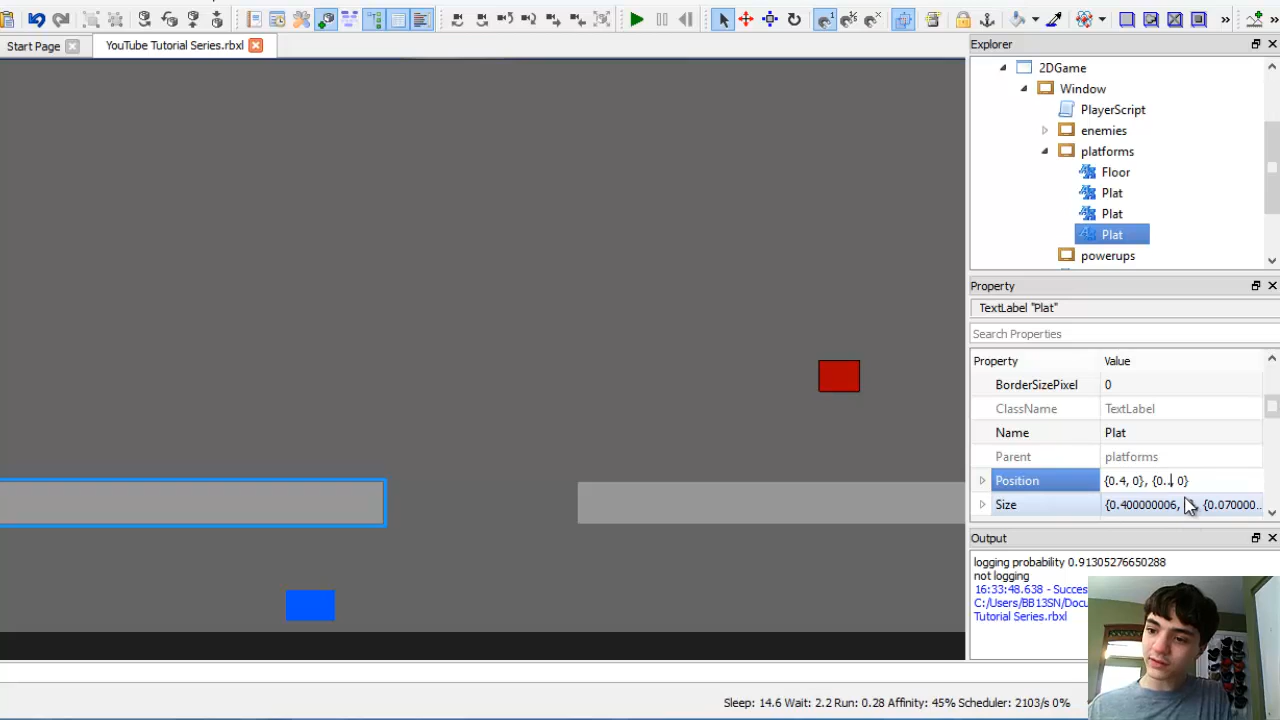 Start Page
YouTube Tutorial Series.rbxl
Explorer
2DGame
Window
PlayerScript
enemies
platforms
Floor
Plat
Plat
Plat
powerups
Property
TextLabel "Plat"
Search Properties
Property Value
BorderSizePixel 0
ClassName TextLabel
Name Plat
Parent platforms
Position {0.4, 0}, {0., 0}
Size {0.400000006, {0.070000...
Output
logging probability 0.91305276650288
not logging
16:33:48.638 - Succes
C:/Users/BB13SN/Docu
Tutorial Series.rbxl
Sleep: 14.6 Wait: 2.2 Run: 0.28 Affinity: 45% Scheduler: 2103/s 0%